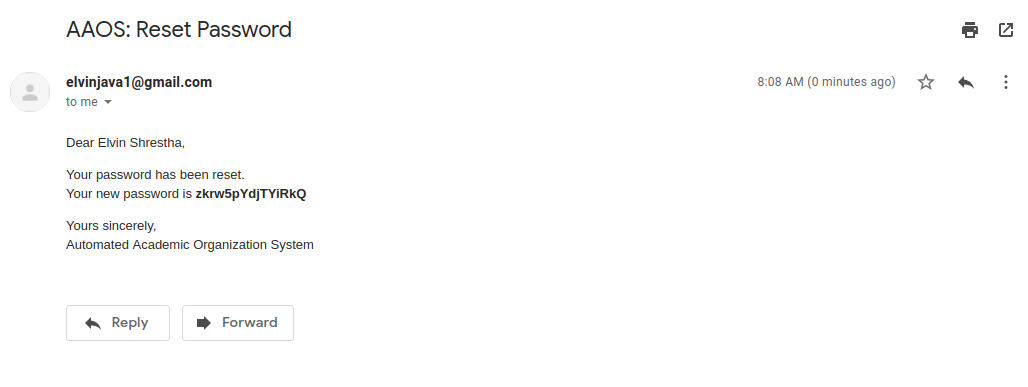 AAOS: Reset Password
elvinjava1@gmail.com
8:08 AM (0 minutes ago)
to me
Dear Elvin Shrestha,
Your password has been reset.
Your new password is zkrw5pYdjTYiRkQ
Yours sincerely,
Automated Academic Organization System
Reply
Forward